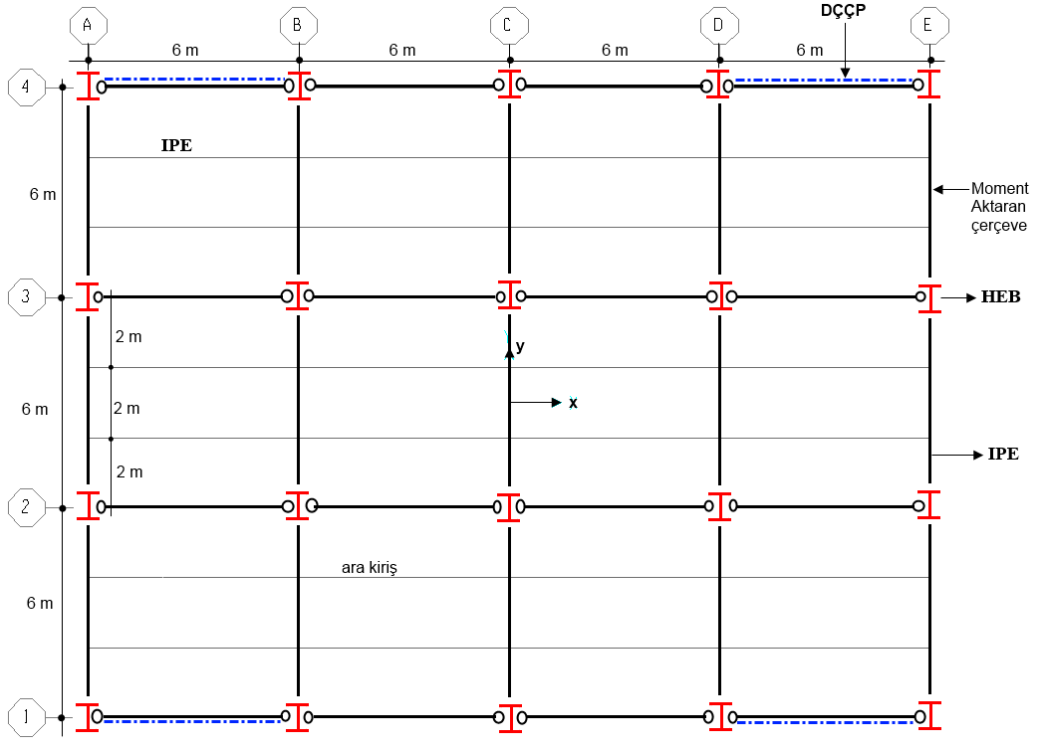 A
B
C
D
E
DÇÇP
6 m
6 m
6 m
6 m
4
IPE
6 m
Moment
Aktaran
çerçeve
3
HEB
2 m
y
x
6 m
2 m
IPE
2 m
2
ara kiriş
6 m
1